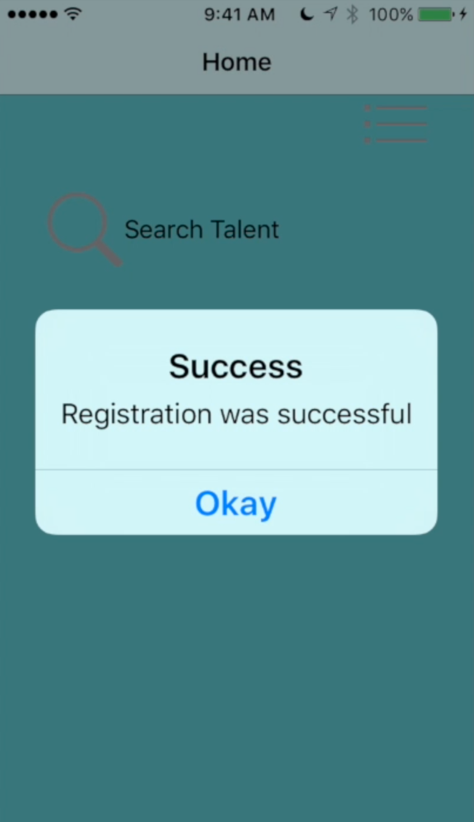 9:41 AM 100%
Home
Search Talent
Success
Registration was successful
Okay